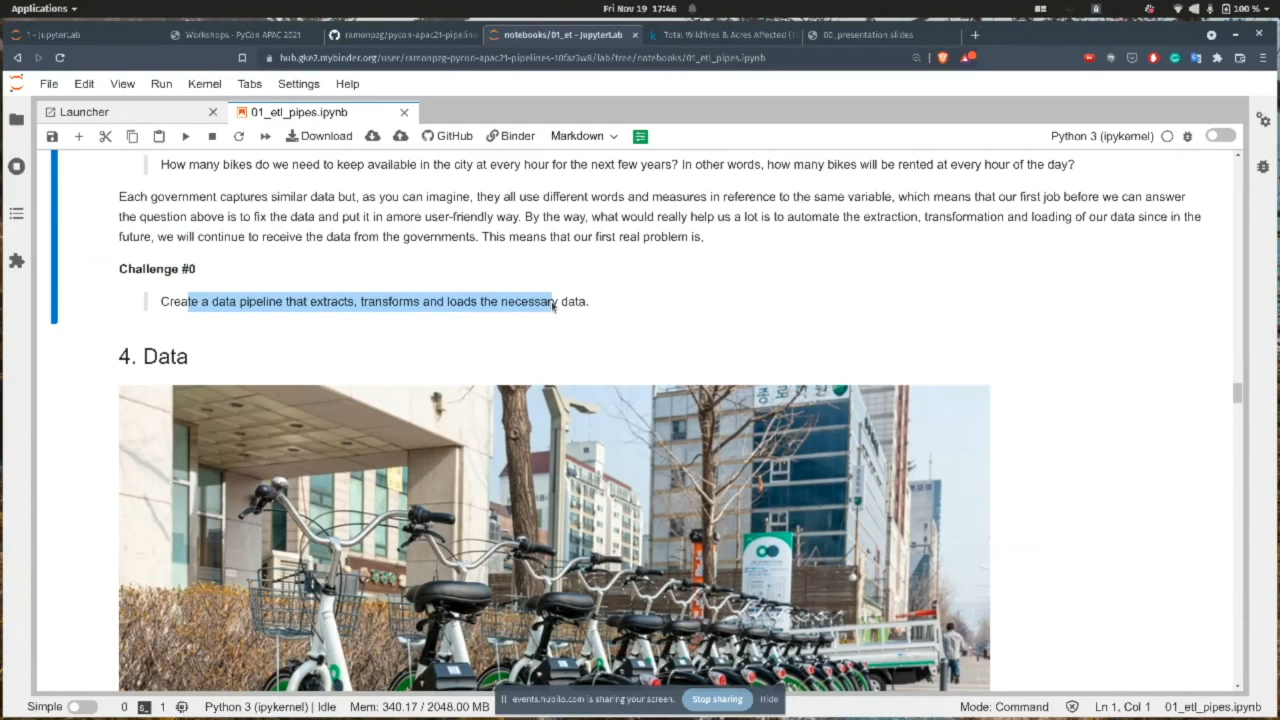 Applications
Fri Nov 19 17:46
100 %
1 - JupyterLab
Workshops - PyCon APAC 2021
ramonpzg/pycon-apac21-pipeline
notebooks/01_et - JupyterLab
Total Wildfires & Acres Affected (1
00_presentation slides
hub.gke2.mybinder.org/user/ramonpzg-pycon-apac21-pipelines-10faz3w8/lab/tree/notebooks/01_etl_pipes.ipynb
File Edit View Run Kernel Tabs Settings Help
Launcher
01_etl_pipes.ipynb
Download GitHub Binder Markdown Python 3 (ipykernel)
How many bikes do we need to keep available in the city at every hour for the next few years? In other words, how many bikes will be rented at every hour of the day?
Each government captures similar data but, as you can imagine, they all use different words and measures in reference to the same variable, which means that our first job before we can answer
the question above is to fix the data and put it in amore user-friendly way. By the way, what would really help us a lot is to automate the extraction, transformation and loading of our data since in the
future, we will continue to receive the data from the governments. This means that our first real problem is,
Challenge #0
Create a data pipeline that extracts, transforms and loads the necessary data.
4. Data
events.hubilo.com is sharing your screen.
Stop sharing
Hide
Simple 0 1 Python 3 (ipykernel) | Idle Mem: 340.17 / 2048.00 MB Mode: Command Ln 1, Col 1 01_etl_pipes.ipynb